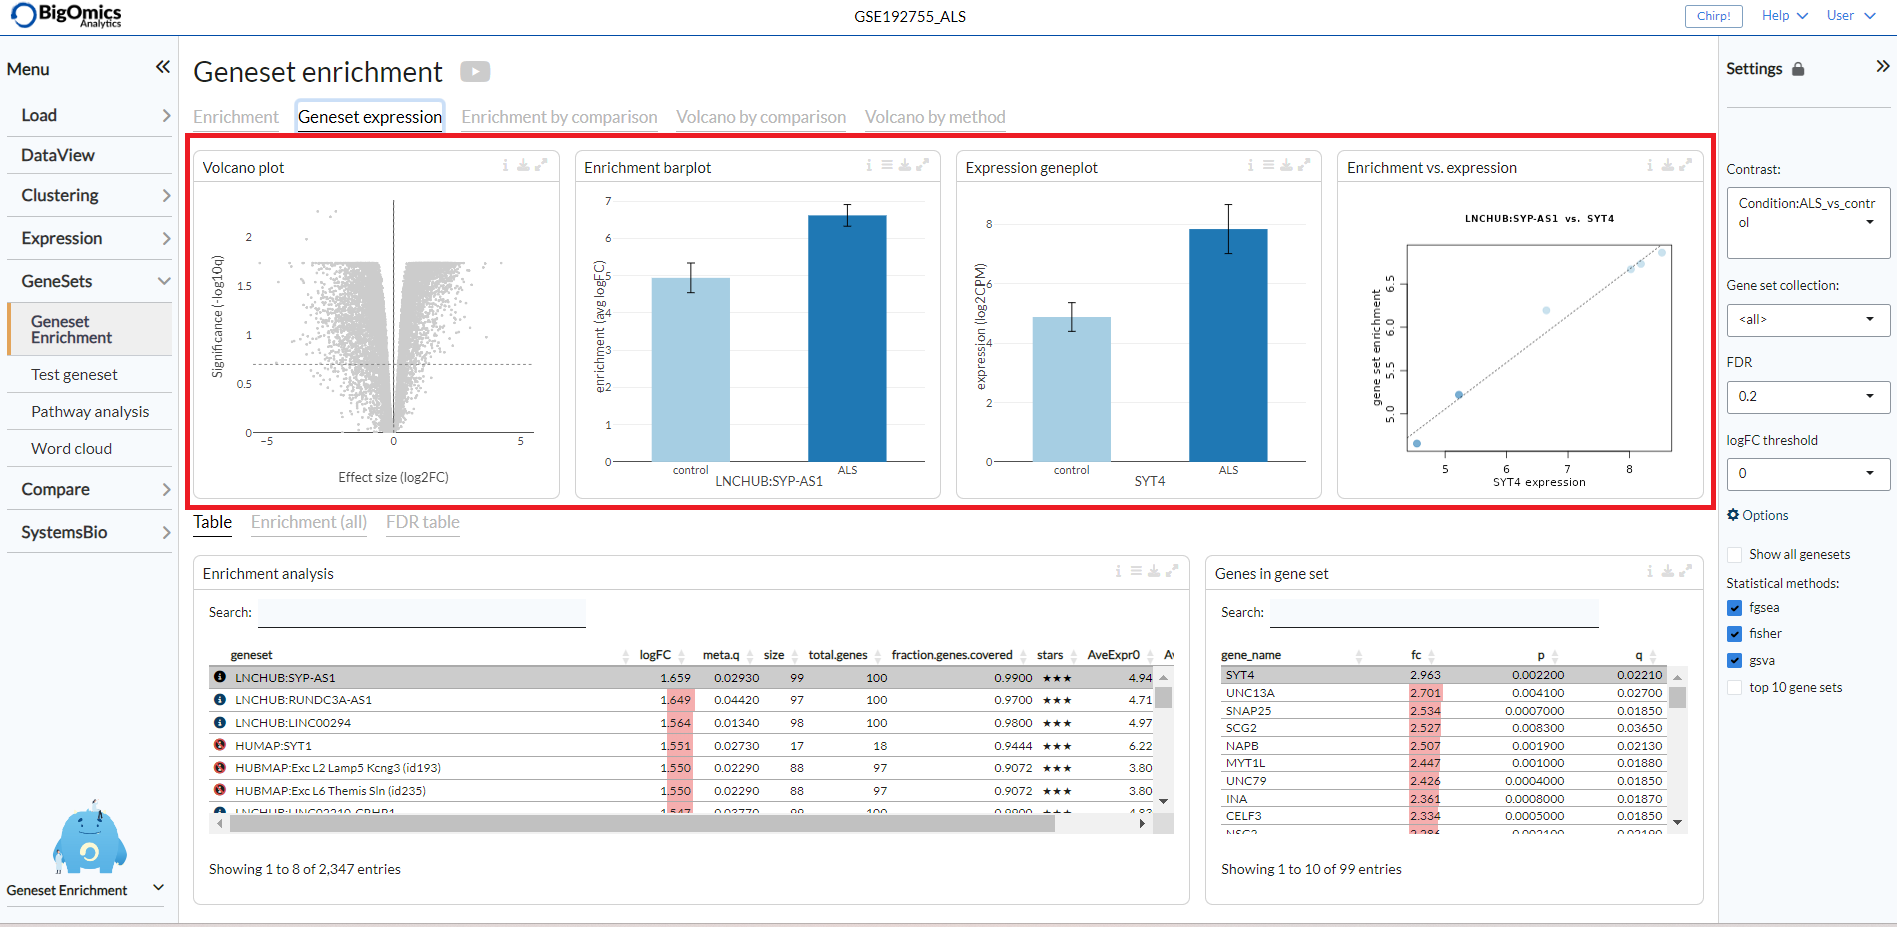 BigOmics
Analytics
GSE192755_ALS
Chirp!
Help
User
Menu
Load
DataView
Clustering
Expression
GeneSets
Geneset
Enrichment
Test geneset
Pathway analysis
Word cloud
Compare
SystemsBio
Geneset Enrichment
Geneset enrichment
Enrichment
Geneset expression
Enrichment by comparison
Volcano by comparison
Volcano by method
Volcano plot
Significance (-log10q)
2
1.5
1
0.5
0
−5
0
5
Effect size (log2FC)
Enrichment barplot
enrichment (avg logFC)
7
6
5
4
3
2
1
0
control
ALS
LNCHUB:SYP-AS1
Expression geneplot
expression (log2CPM)
8
6
4
2
0
control
ALS
SYT4
Enrichment vs. expression
LNCHUB:SYP-AS1 vs. SYT4
gene set enrichment
6.5
6.0
5.5
5.0
5
6
7
8
SYT4 expression
Table
Enrichment (all)
FDR table
Enrichment analysis
Search:
geneset logFC meta.q size total.genes fraction.genes.covered stars AveExpr0
LNCHUB:SYP-AS1 1.659 0.02930 99 100 0.9900 ★★★ 4.94
LNCHUB:RUNDC3A-AS1 1.649 0.04420 97 100 0.9700 ★★★ 4.71
LNCHUB:LINC00294 1.564 0.01340 98 100 0.9800 ★★★ 4.97
HUMAP:SYT1 1.551 0.02730 17 18 0.9444 ★★★ 6.22
HUBMAP:Exc L2 Lamp5 Kcng3 (id193) 1.550 0.02290 88 97 0.9072 ★★★ 3.80
HUBMAP:Exc L6 Themis Sln (id235) 1.550 0.02290 88 97 0.9072 ★★★ 3.80
Showing 1 to 8 of 2,347 entries
Genes in gene set
Search:
gene_name fc p q
SYT4 2.963 0.002200 0.02210
UNC13A 2.701 0.004100 0.02700
SNAP25 2.534 0.0007000 0.01850
SCG2 2.527 0.008300 0.03650
NAPB 2.507 0.001900 0.02130
MYT1L 2.447 0.001000 0.01880
UNC79 2.426 0.0004000 0.01850
INA 2.361 0.0008000 0.01870
CELF3 2.334 0.0005000 0.01850
Showing 1 to 10 of 99 entries
Settings
Contrast:
Condition:ALS_vs_contr
ol
Gene set collection:
<all>
FDR
0.2
logFC threshold
0
Options
Show all genesets
Statistical methods:
fgsea
fisher
gsva
top 10 gene sets